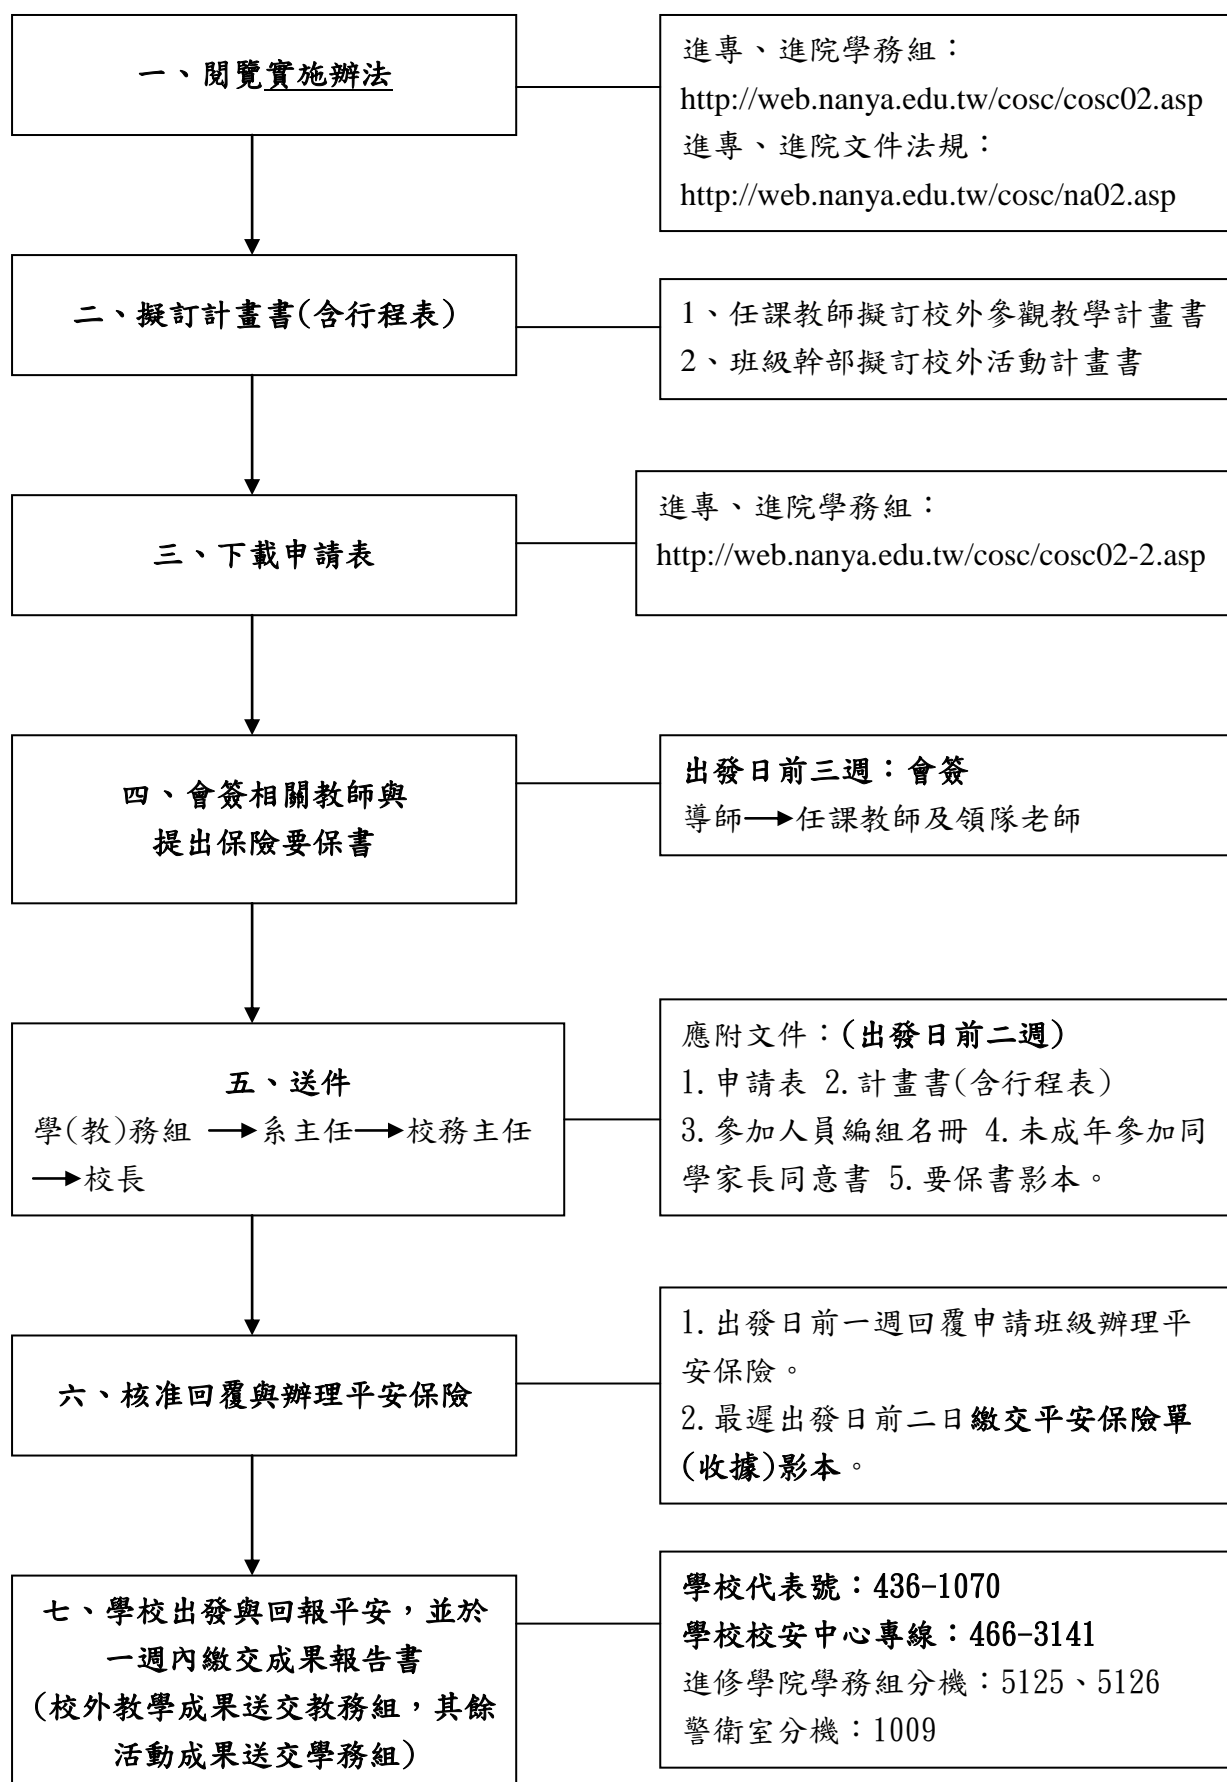 一、閱覽實施辦法
進專、進院學務組：
http://web.nanya.edu.tw/cosc/cosc02.asp
進專、進院文件法規：
http://web.nanya.edu.tw/cosc/na02.asp
二、擬訂計畫書(含行程表)
1、任課教師擬訂校外參觀教學計畫書
2、班級幹部擬訂校外活動計畫書
三、下載申請表
進專、進院學務組：
http://web.nanya.edu.tw/cosc/cosc02-2.asp
四、會簽相關教師與
提出保險要保書
出發日前三週：會簽
導師→任課教師及領隊老師
五、送件
學(教)務組 →系主任→校務主任
→校長
應附文件：(出發日前二週)
1.申請表 2.計畫書(含行程表)
3.參加人員編組名冊 4.未成年參加同
學家長同意書 5.要保書影本。
六、核准回覆與辦理平安保險
1.出發日前一週回覆申請班級辦理平
安保險。
2.最遲出發日前二日繳交平安保險單
(收據)影本。
七、學校出發與回報平安，並於
一週內繳交成果報告書
(校外教學成果送交教務組，其餘
活動成果送交學務組)
學校代表號：436-1070
學校校安中心專線：466-3141
進修學院學務組分機：5125、5126
警衛室分機：1009